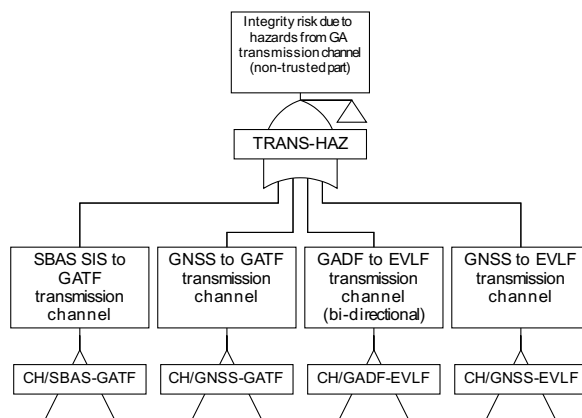 Integrity risk due to
hazards from GA
transmission channel
(non-trusted part)
TRANS-HAZ
SBAS SIS to
GATF
transmission
channel
GNSS to GATF
transmission
channel
GADF to EVLF
transmission
channel
(bi-directional)
GNSS to EVLF
transmission
channel
CH/SBAS-GATF
CH/GNSS-GATF
CH/GADF-EVLF
CH/GNSS-EVLF